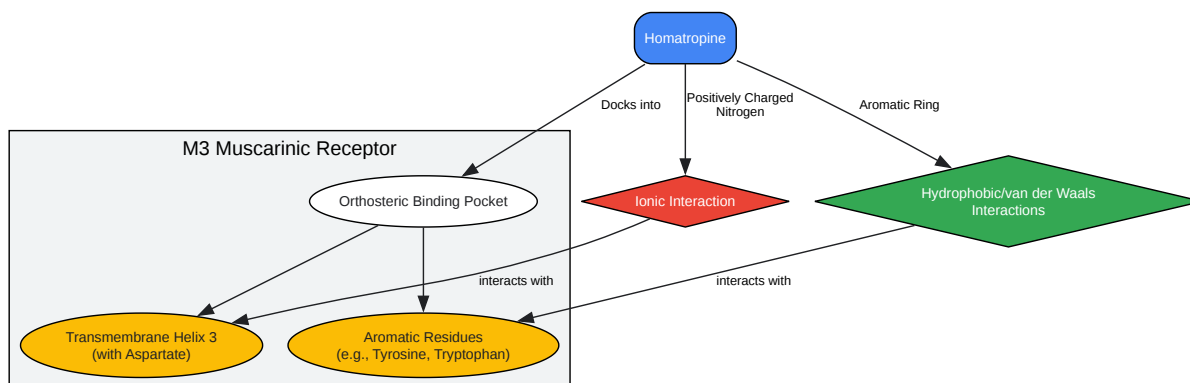 Homatropine
Docks into
Positively Charged
Nitrogen
Aromatic Ring
M3 Muscarinic Receptor
Orthosteric Binding Pocket
Ionic Interaction
Hydrophobic/van der Waals
Interactions
interacts with
interacts with
Transmembrane Helix 3
(with Aspartate)
Aromatic Residues
(e.g., Tyrosine, Tryptophan)